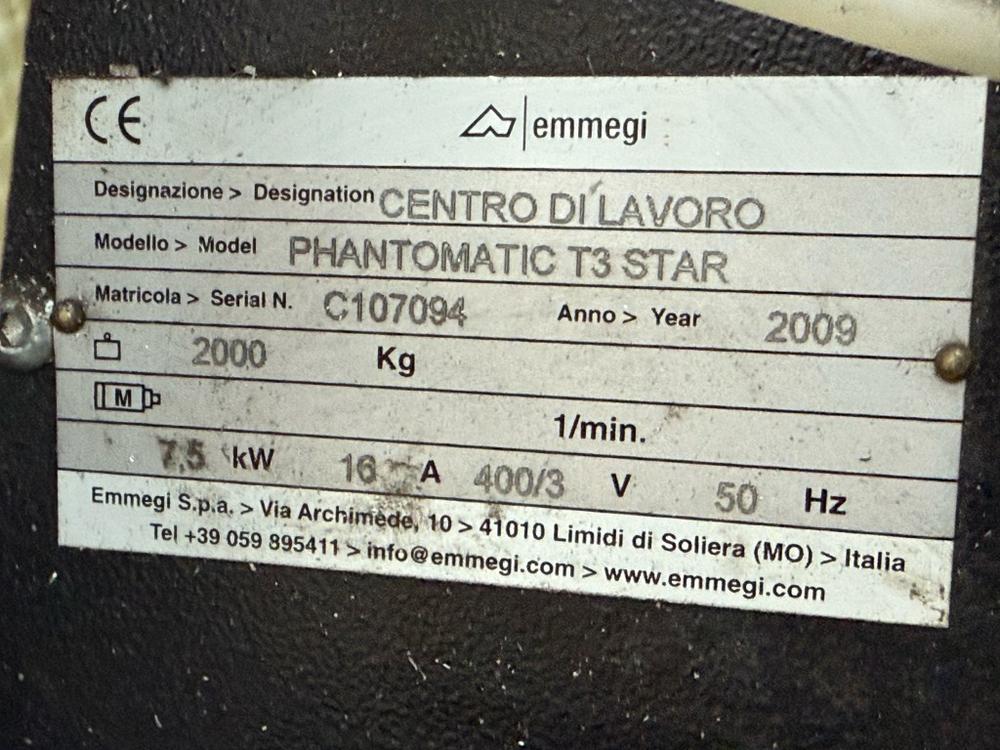 CE emmegi
Designazione > Designation CENTRO DI LAVORO
Modello > Model PHANTOMATIC T3 STAR
Matricola > Serial N. C107094 Anno > Year 2009
2000 Kg
M 1/min.
7,5 kW 16 A 400/3 V 50 Hz
Emmegi S.p.a. > Via Archimede, 10 > 41010 Limidi di Soliera (MO) > Italia
Tel +39 059 895411 > info@emmegi.com > www.emmegi.com